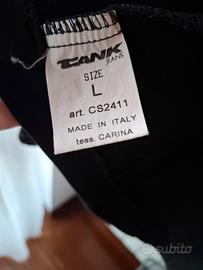 TANK
JEANS
SIZE
L
art. CS2411
MADE IN ITALY
tess. CARINA
subito